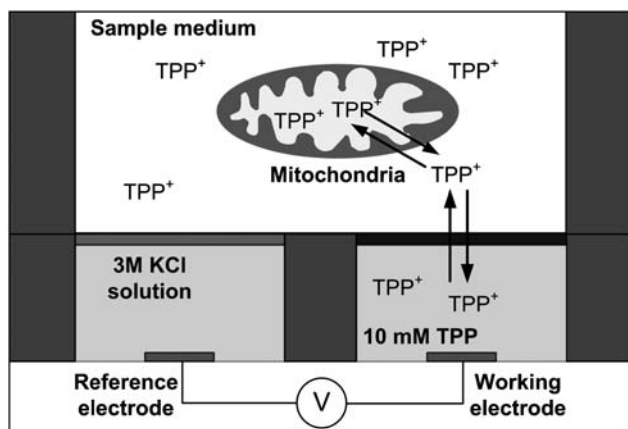 Sample medium
TPP+
TPP+
TPP+
TPP+
TPP+
Mitochondria
TPP+
TPP+
3M KCl
solution
TPP+
TPP+
10 mM TPP
Reference
electrode
V
Working
electrode